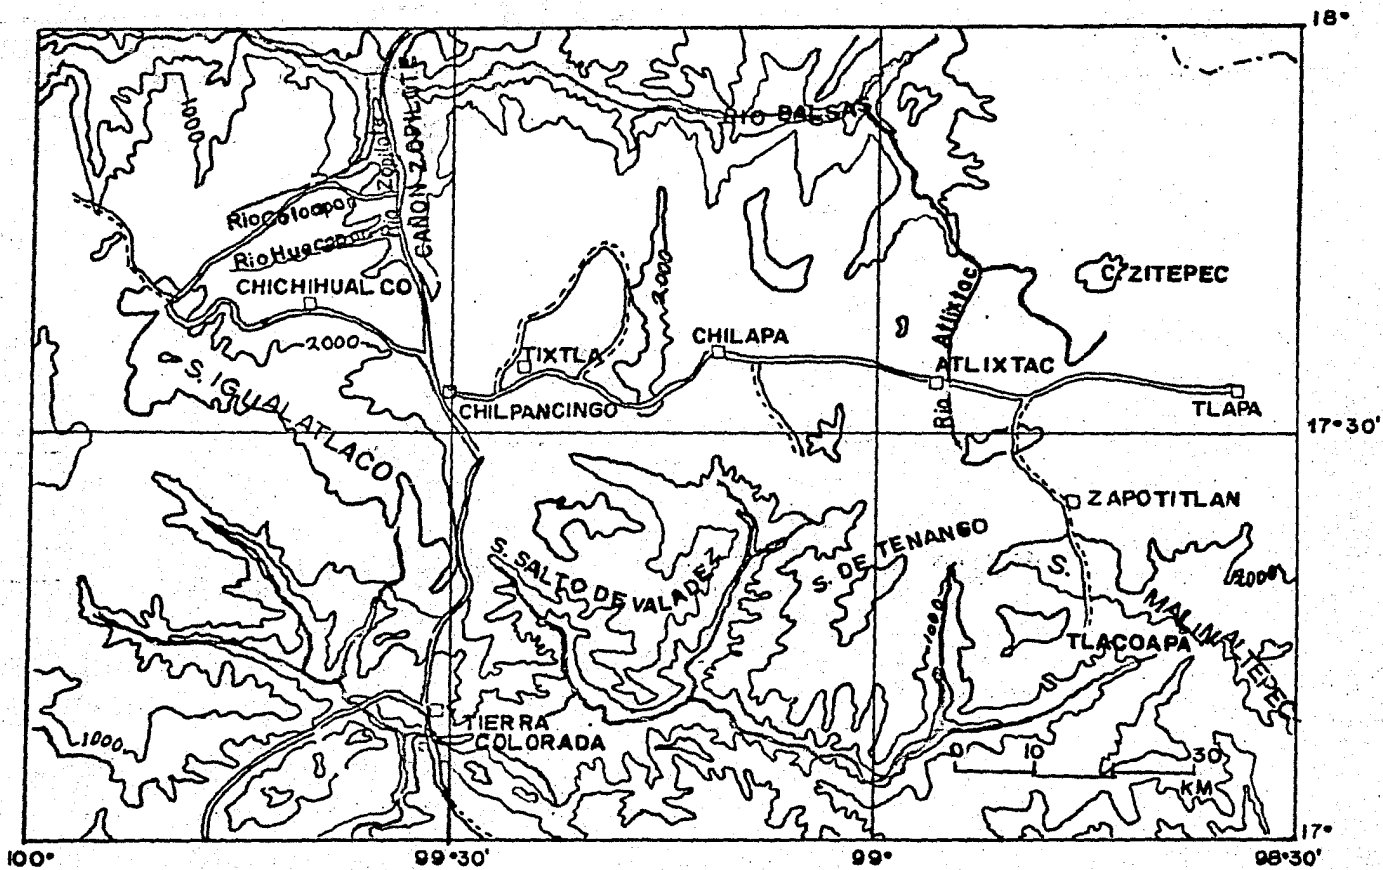 18°
1000
CAÑON ZOPILOTE
Rio Zopilote
RIO BALSAS
Rio Coloapan
Rio Huacapa
CHICHIHUALCO
2000
2000
C. ZITEPEC
Rio Atlixtac
TIXTLA
CHILAPA
ATLIXTAC
CHILPANCINGO
TLAPA
S. IGUALATLACO
17°30'
ZAPOTITLAN
S. SALTO DE VALADEZ
S. DE TENANGO
S. MALINALTEPEC
2000
1000
TLACOAPA
TIERRA
COLORADA
1000
0 10 30
KM
17°
100° 99°30' 99° 98°30'